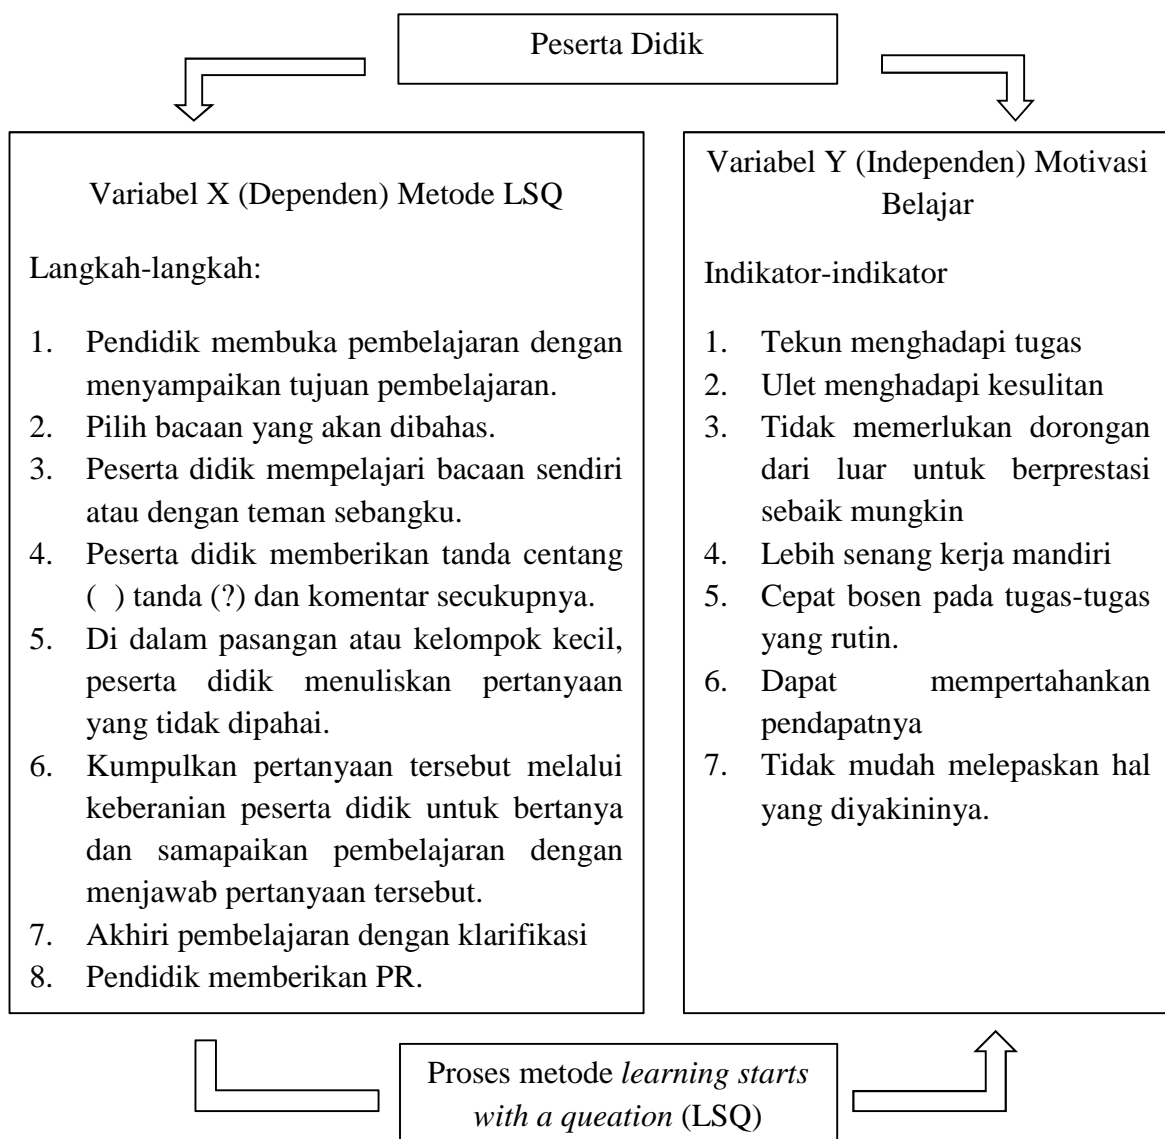 Peserta Didik
Variabel X (Dependen) Metode LSQ
Langkah-langkah:
1. Pendidik membuka pembelajaran dengan
menyampaikan tujuan pembelajaran.
2. Pilih bacaan yang akan dibahas.
3. Peserta didik mempelajari bacaan sendiri
atau dengan teman sebangku.
4. Peserta didik memberikan tanda centang
( ) tanda (?) dan komentar secukupnya.
5. Di dalam pasangan atau kelompok kecil,
peserta didik menuliskan pertanyaan
yang tidak dipahai.
6. Kumpulkan pertanyaan tersebut melalui
keberanian peserta didik untuk bertanya
dan samapaikan pembelajaran dengan
menjawab pertanyaan tersebut.
7. Akhiri pembelajaran dengan klarifikasi
8. Pendidik memberikan PR.
Variabel Y (Independen) Motivasi
Belajar
Indikator-indikator
1. Tekun menghadapi tugas
2. Ulet menghadapi kesulitan
3. Tidak memerlukan dorongan
dari luar untuk berprestasi
sebaik mungkin
4. Lebih senang kerja mandiri
5. Cepat bosen pada tugas-tugas
yang rutin.
6. Dapat mempertahankan
pendapatnya
7. Tidak mudah melepaskan hal
yang diyakininya.
Proses metode learning starts
with a queation (LSQ)